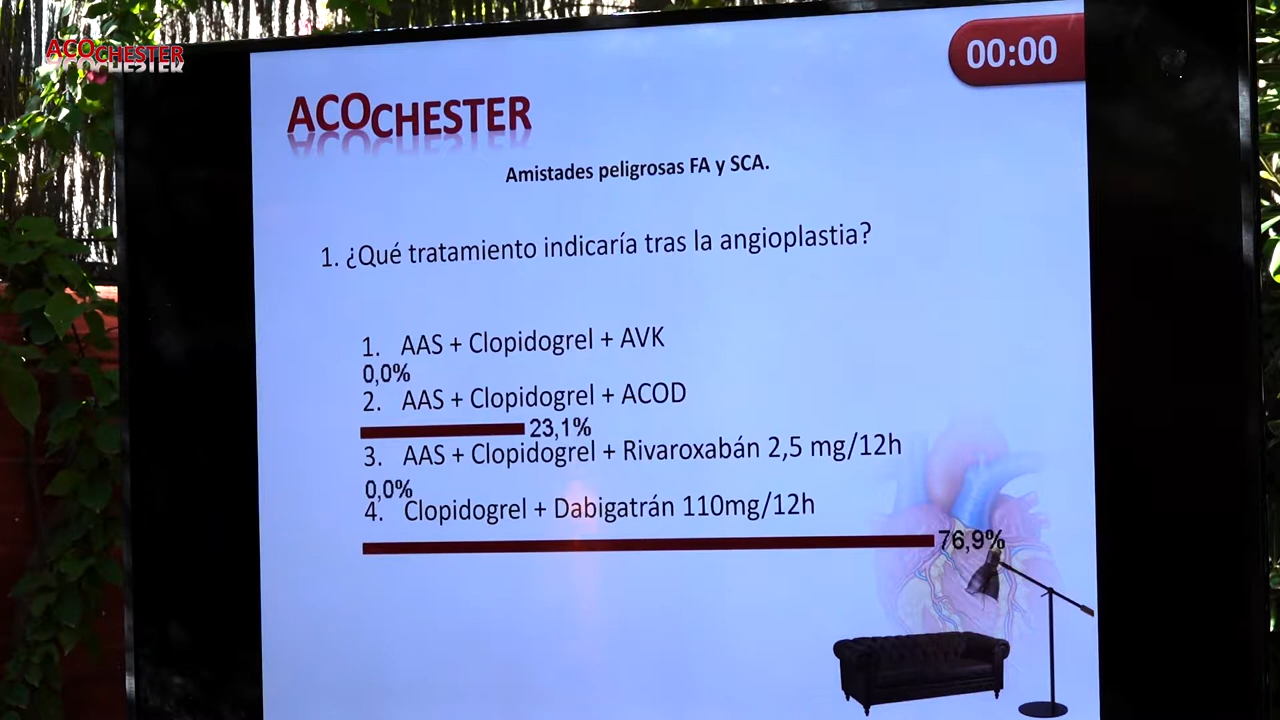 ACOCHESTER
00:00
ACOCHESTER
Amistades peligrosas FA y SCA.
1. ¿Qué tratamiento indicaría tras la angioplastia?
1. AAS + Clopidogrel + AVK
0,0%
2. AAS + Clopidogrel + ACOD
23,1%
3. AAS + Clopidogrel + Rivaroxabán 2,5 mg/12h
0,0%
4. Clopidogrel + Dabigatrán 110mg/12h
76,9%